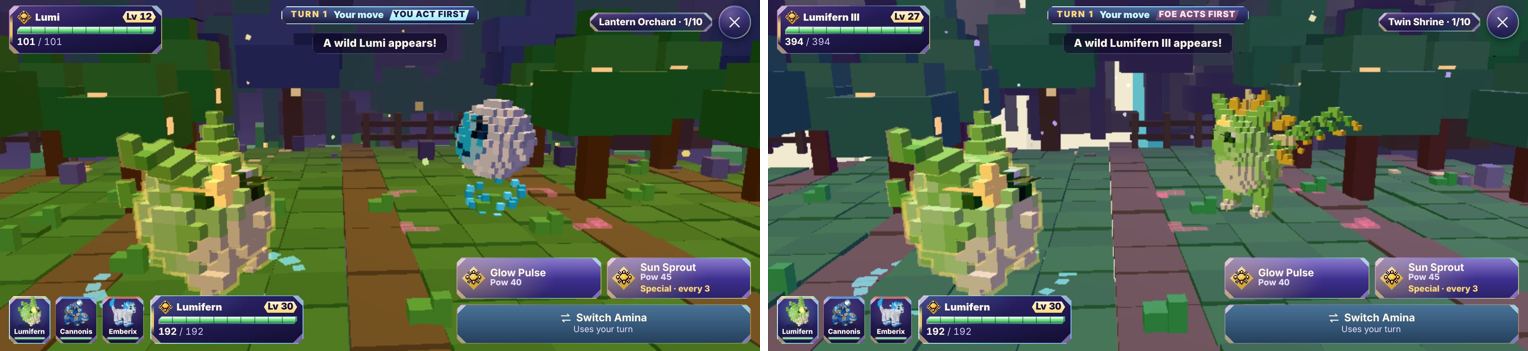 Lumi Lv 12
101 / 101
TURN 1 Your move YOU ACT FIRST
A wild Lumi appears!
Lantern Orchard · 1/10
Glow Pulse
Pow 40
Sun Sprout
Pow 45
Special · every 3
Switch Amina
Uses your turn
Lumifern
Cannonis
Emberix
Lumifern Lv 30
192 / 192
Lumifern III Lv 27
394 / 394
TURN 1 Your move FOE ACTS FIRST
A wild Lumifern III appears!
Twin Shrine · 1/10
Glow Pulse
Pow 40
Sun Sprout
Pow 45
Special · every 3
Switch Amina
Uses your turn
Lumifern
Cannonis
Emberix
Lumifern Lv 30
192 / 192